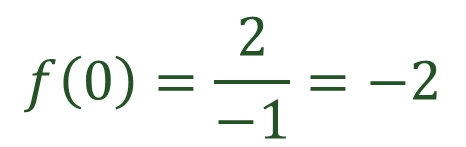 f(0) = 2/−1 = −2